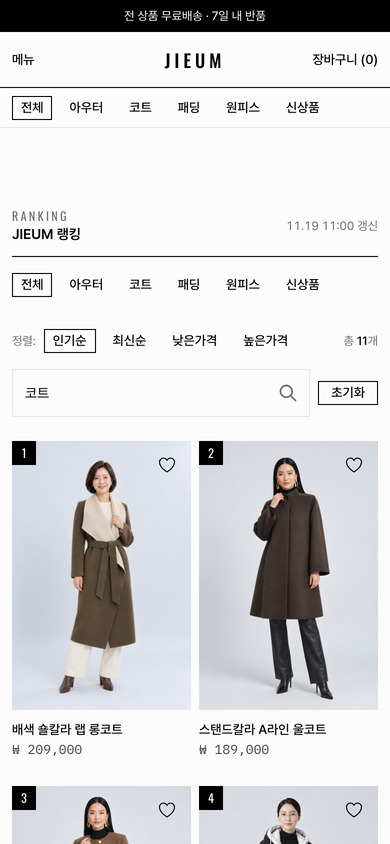 전 상품 무료배송 · 7일 내 반품
메뉴 JIEUM 장바구니 (0)
전체 아우터 코트 패딩 원피스 신상품
RANKING
JIEUM 랭킹 11.19 11:00 갱신
전체 아우터 코트 패딩 원피스 신상품
정렬: 인기순 최신순 낮은가격 높은가격 총 11개
코트 초기화
1 2
배색 숄칼라 랩 롱코트 스탠드칼라 A라인 울코트
₩ 209,000 ₩ 189,000
3 4